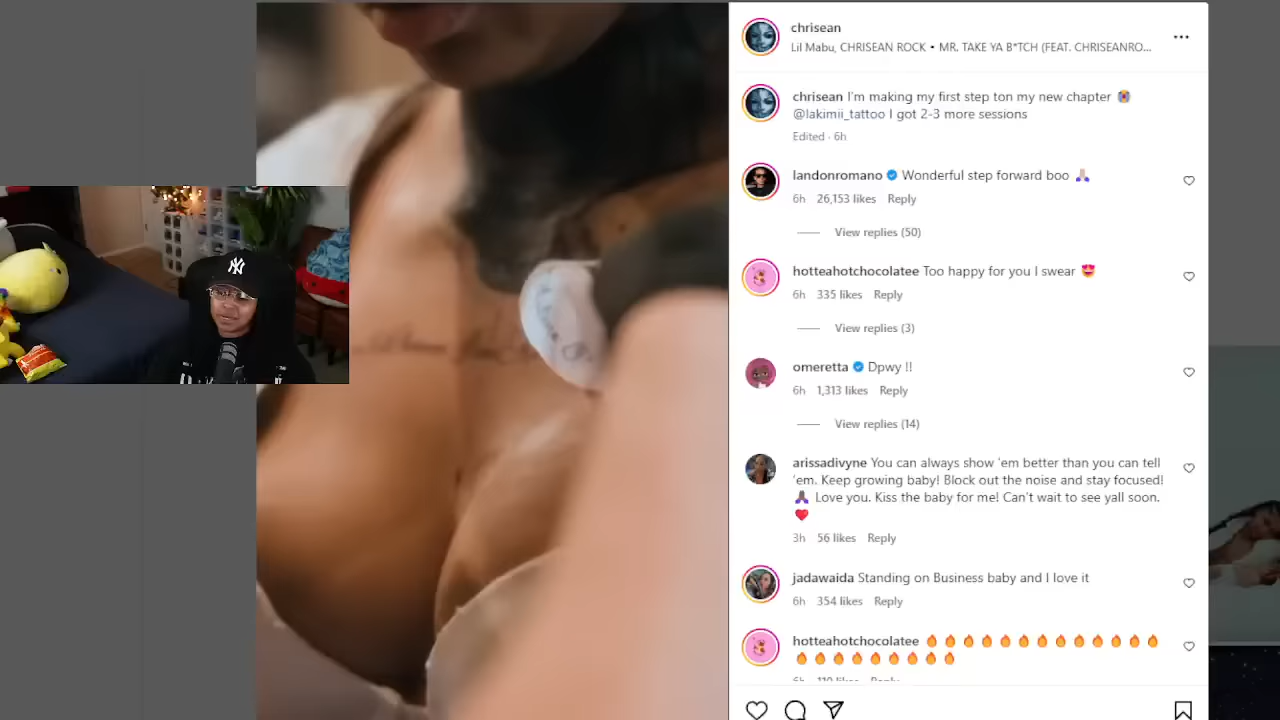 chrisean
Lil Mabu, CHRISEAN ROCK • MR. TAKE YA B*TCH (FEAT. CHRISEANRO...
chrisean I'm making my first step ton my new chapter 😭
@lakimii_tattoo I got 2-3 more sessions
Edited · 6h
landonromano Wonderful step forward boo 🙏🏼
6h 26,153 likes Reply
View replies (50)
hotteahotchocolatee Too happy for you I swear 😍
6h 335 likes Reply
View replies (3)
omeretta Dpwy !!
6h 1,313 likes Reply
View replies (14)
arissadivyne You can always show 'em better than you can tell
'em. Keep growing baby! Block out the noise and stay focused!
🙏🏾 Love you. Kiss the baby for me! Can't wait to see yall soon.
❤️
3h 56 likes Reply
jadawaida Standing on Business baby and I love it
6h 354 likes Reply
hotteahotchocolatee 🔥🔥🔥🔥🔥🔥🔥🔥🔥🔥🔥🔥🔥
🔥🔥🔥🔥🔥🔥🔥🔥🔥
6h 110 likes Reply